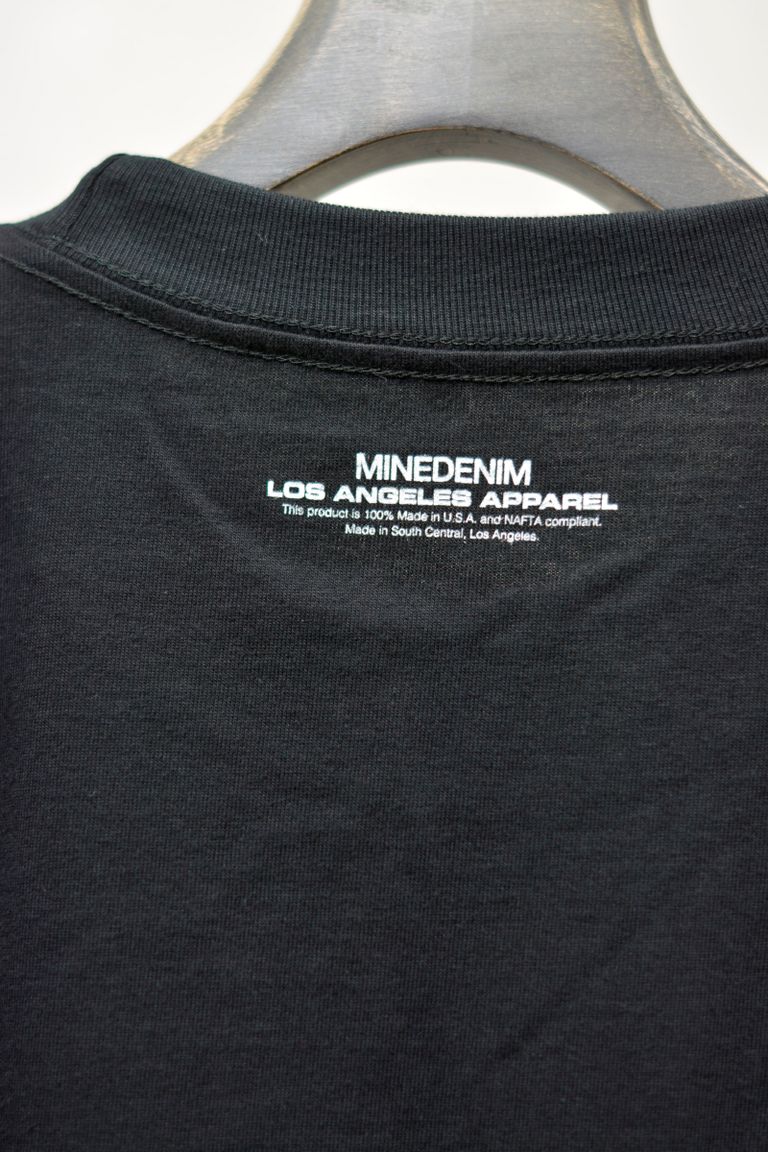 MINEDENIM
LOS ANGELES APPAREL
This product is 100% Made in U.S.A. and NAFTA compliant.
Made in South Central, Los Angeles.